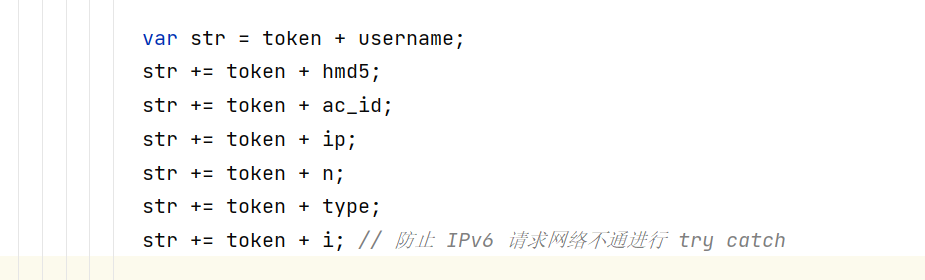 var str = token + username;
str += token + hmd5;
str += token + ac_id;
str += token + ip;
str += token + n;
str += token + type;
str += token + i; // 防止 IPv6 请求网络不通进行 try catch